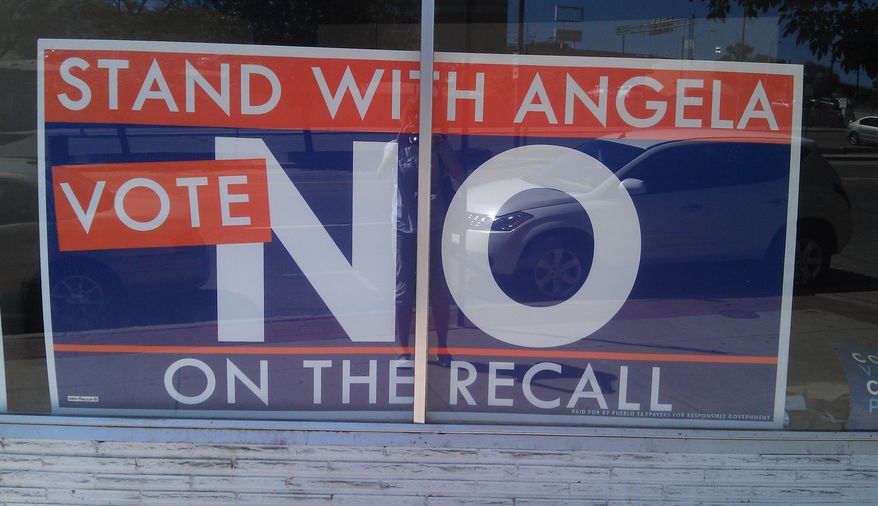 STAND WITH ANGELA
VOTE
NO
ON THE RECALL
PAID FOR BY PUEBLO TAXPAYERS FOR RESPONSIBLE GOVERNMENT